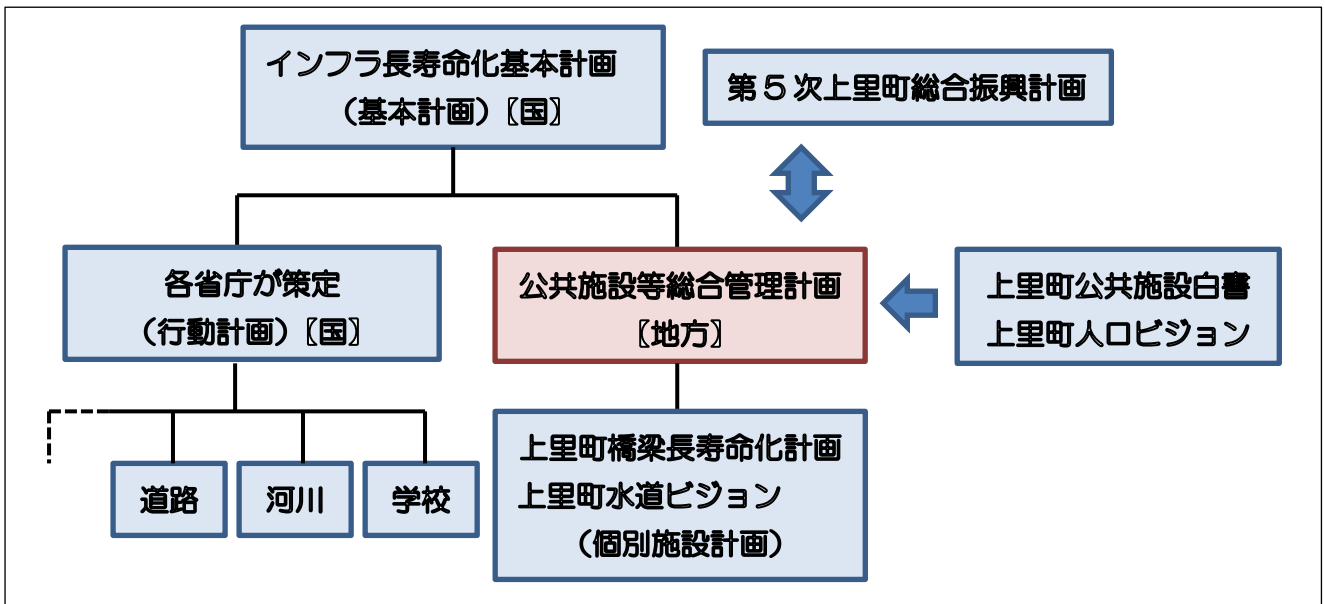 インフラ長寿命化基本計画
（基本計画）〖国〗
第５次上里町総合振興計画
各省庁が策定
（行動計画）〖国〗
公共施設等総合管理計画
〖地方〗
上里町公共施設白書
上里町人口ビジョン
道路
河川
学校
上里町橋梁長寿命化計画
上里町水道ビジョン
（個別施設計画）